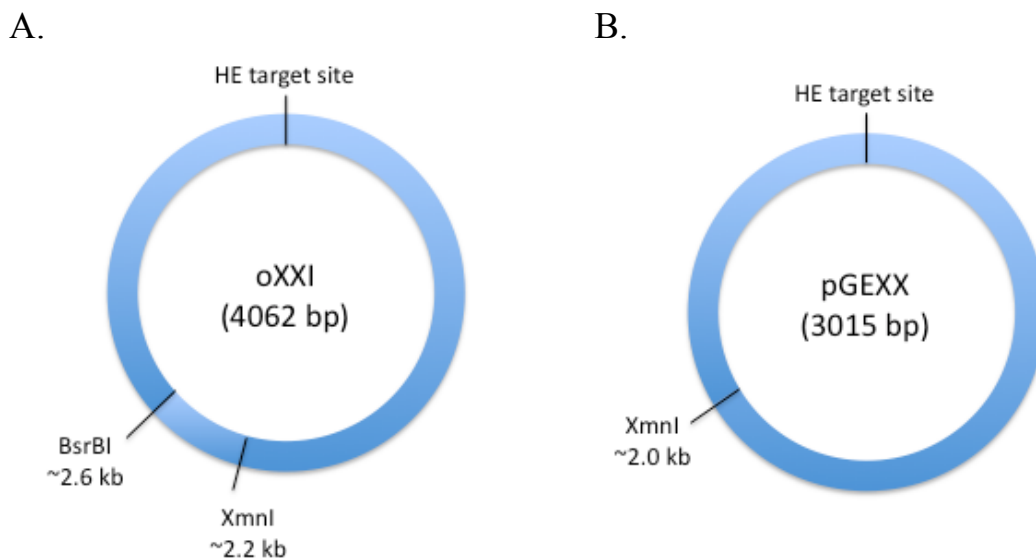 A.
HE target site
oXXI
(4062 bp)
BsrBI
~2.6 kb
XmnI
~2.2 kb
B.
HE target site
pGEXX
(3015 bp)
XmnI
~2.0 kb